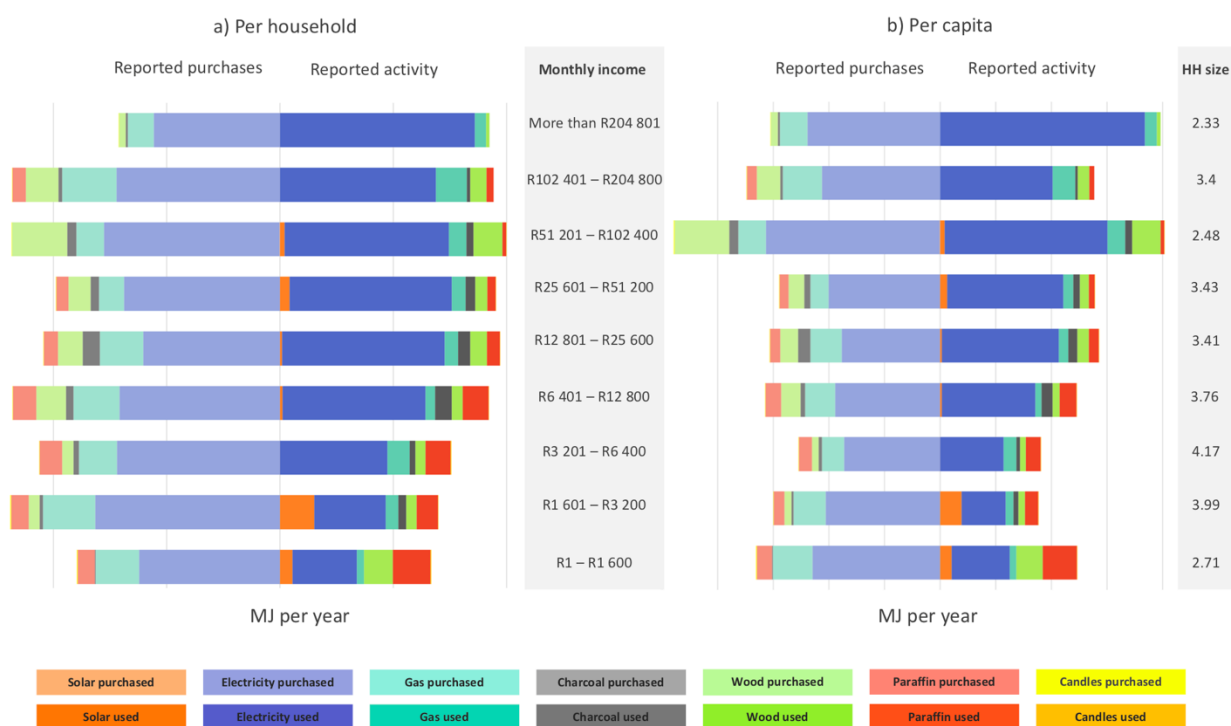 a) Per household
b) Per capita
Reported purchases
Reported activity
Monthly income
Reported purchases
Reported activity
HH size
More than R204 801
2.33
R102 401 – R204 800
3.4
R51 201 – R102 400
2.48
R25 601 – R51 200
3.43
R12 801 – R25 600
3.41
R6 401 – R12 800
3.76
R3 201 – R6 400
4.17
R1 601 – R3 200
3.99
R1 – R1 600
2.71
MJ per year
MJ per year
Solar purchased
Electricity purchased
Gas purchased
Charcoal purchased
Wood purchased
Paraffin purchased
Candles purchased
Solar used
Electricity used
Gas used
Charcoal used
Wood used
Paraffin used
Candles used